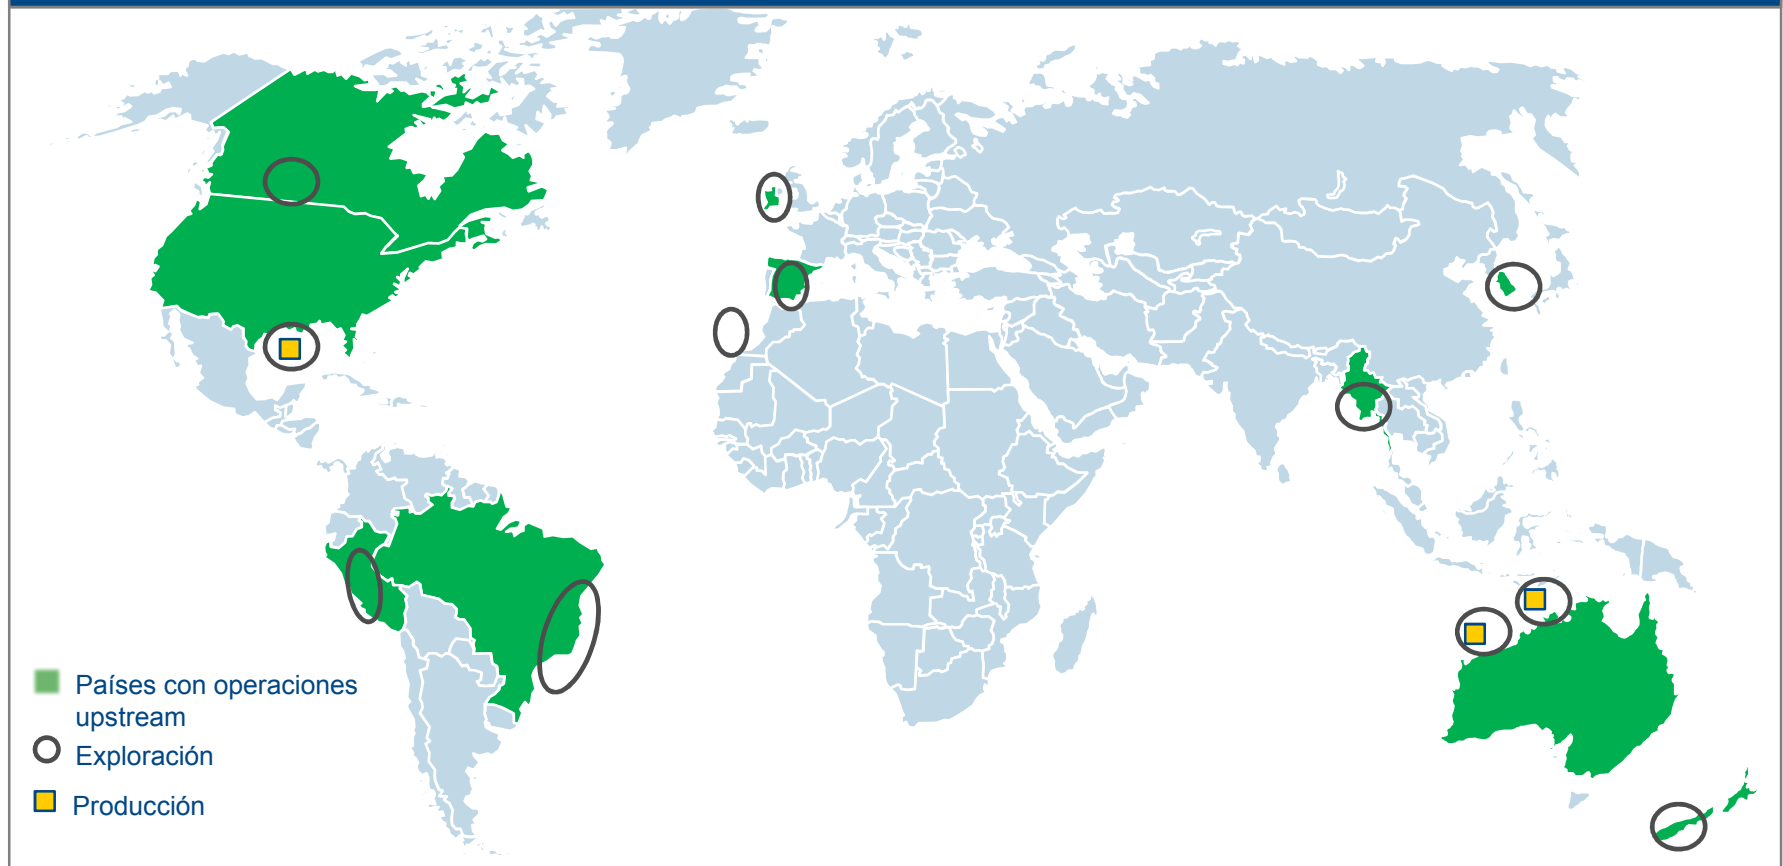 Países con operaciones
upstream
Exploración
Producción